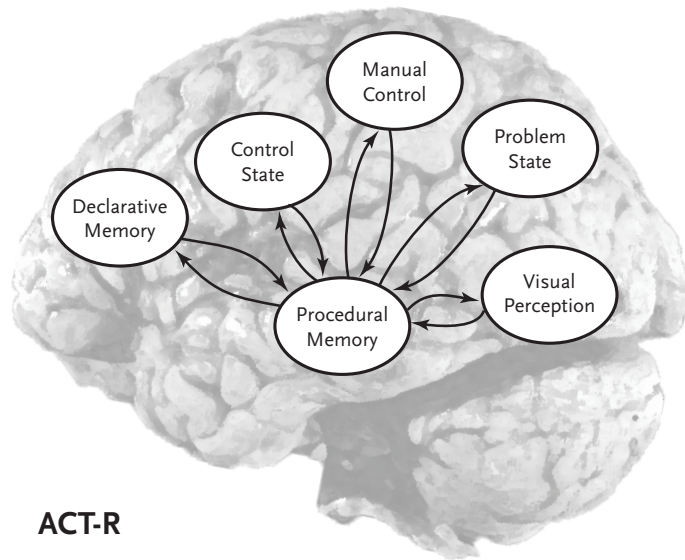 Manual
Control
Problem
State
Control
State
Declarative
Memory
Visual
Perception
Procedural
Memory
ACT-R